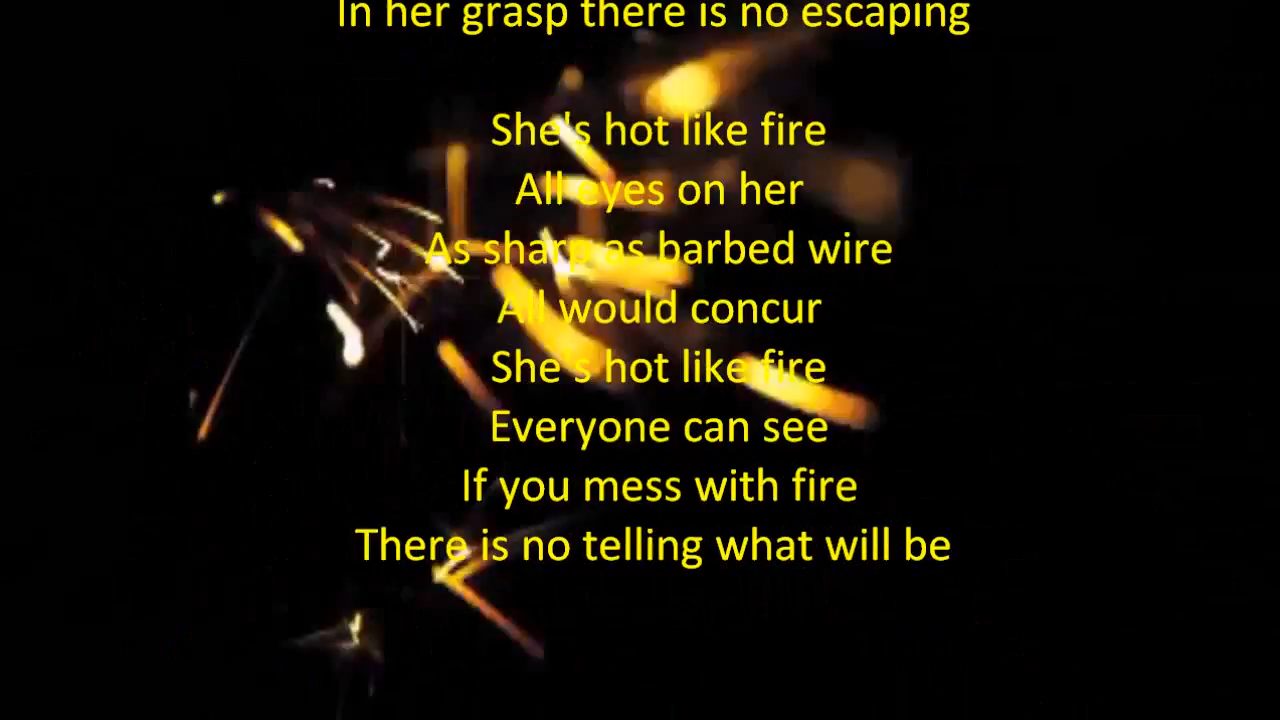 In her grasp there is no escaping
She's hot like fire
All eyes on her
As sharp as barbed wire
All would concur
She's hot like fire
Everyone can see
If you mess with fire
There is no telling what will be